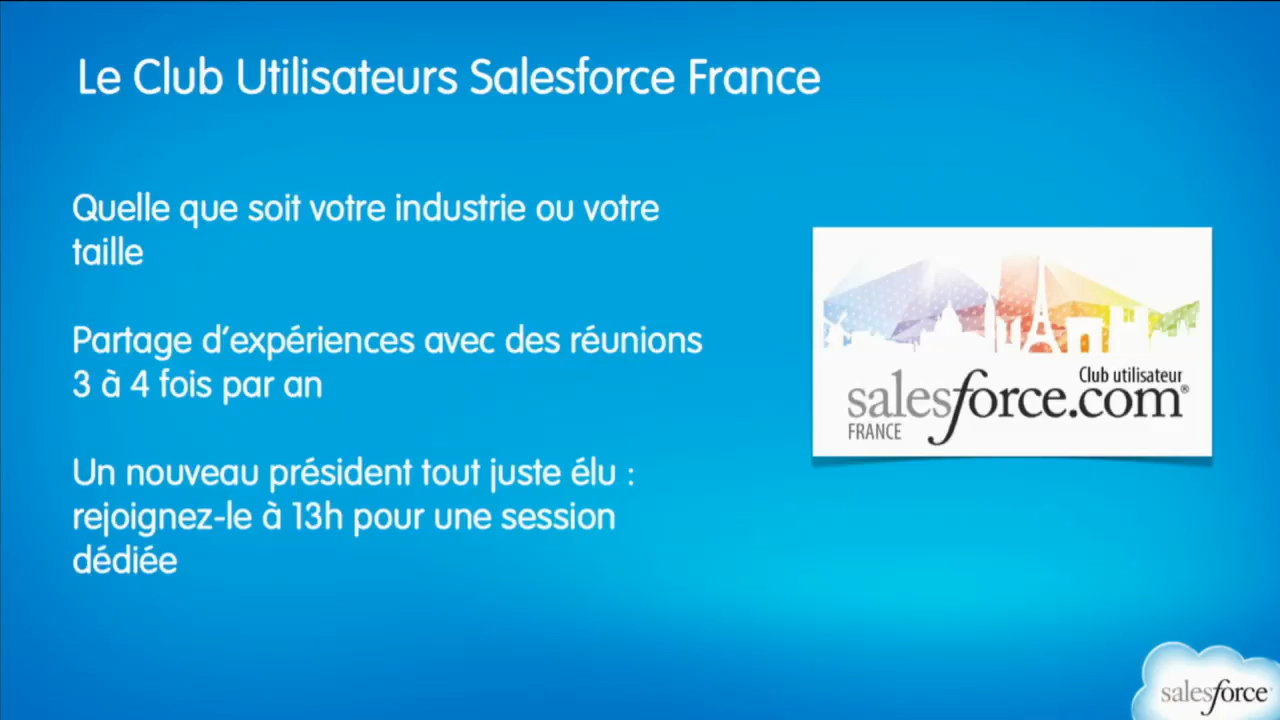 Le Club Utilisateurs Salesforce France
Quelle que soit votre industrie ou votre
taille
Partage d’expériences avec des réunions
3 à 4 fois par an
Un nouveau président tout juste élu :
rejoignez-le à 13h pour une session
dédiée
Club utilisateur
salesforce.com®
FRANCE
salesforce